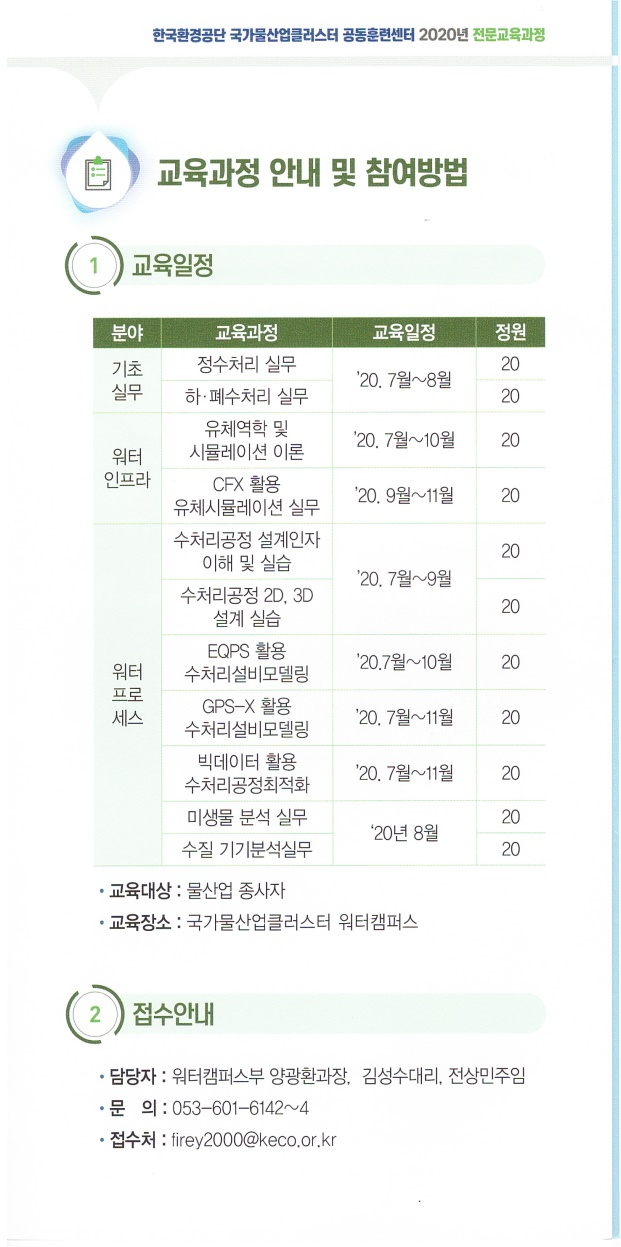 한국환경공단 국가물산업클러스터 공동훈련센터 2020년 전문교육과정
교육과정 안내 및 참여방법
1 교육일정
분야 교육과정 교육일정 정원
기초
실무
정수처리 실무
하·폐수처리 실무
'20. 7월~8월
20
20
워터
인프라
유체역학 및
시뮬레이션 이론
'20. 7월~10월
20
CFX 활용
유체시뮬레이션 실무
'20. 9월~11월
20
워터
프로
세스
수처리공정 설계인자
이해 및 실습
20
'20. 7월~9월
수처리공정 2D, 3D
설계 실습
20
EQPS 활용
수처리설비모델링
'20.7월~10월
20
GPS-X 활용
수처리설비모델링
'20. 7월~11월
20
빅데이터 활용
수처리공정최적화
'20. 7월~11월
20
미생물 분석 실무
20
'20년 8월
수질 기기분석실무
20
• 교육대상 : 물산업 종사자
• 교육장소 : 국가물산업클러스터 워터캠퍼스
2 접수안내
• 담당자 : 워터캠퍼스부 양광환과장, 김성수대리, 전상민주임
• 문 의 : 053-601-6142~4
• 접수처 : firey2000@keco.or.kr